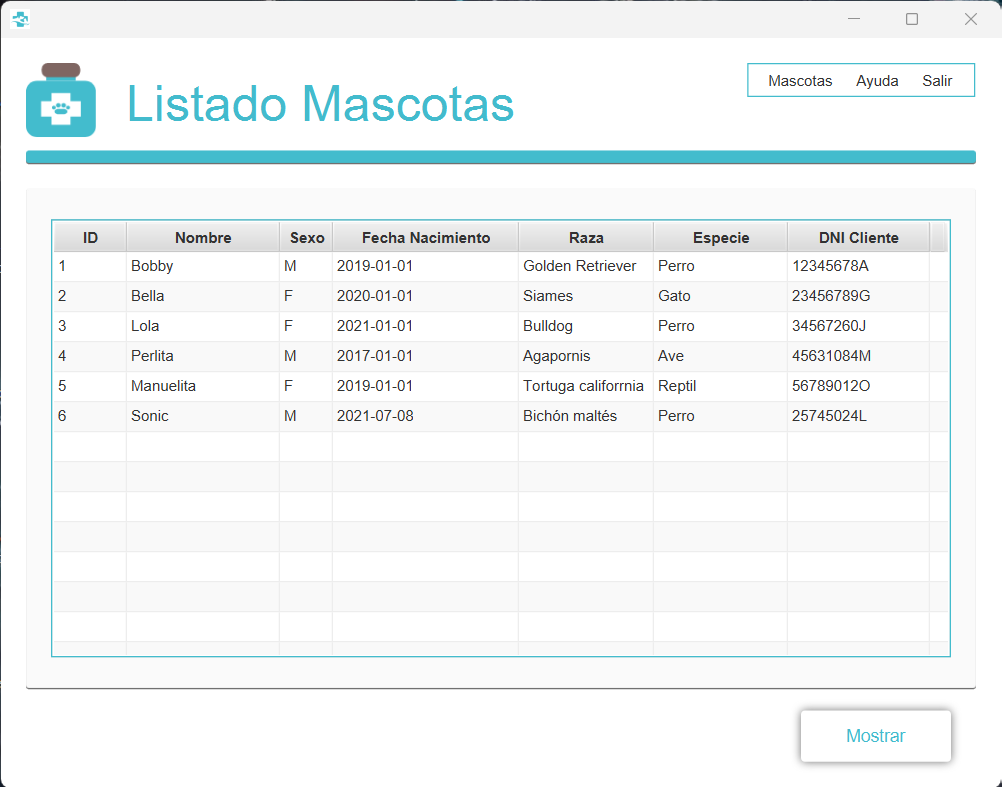 Listado Mascotas
Mascotas Ayuda Salir
ID Nombre Sexo Fecha Nacimiento Raza Especie DNI Cliente
1 Bobby M 2019-01-01 Golden Retriever Perro 12345678A
2 Bella F 2020-01-01 Siames Gato 23456789G
3 Lola F 2021-01-01 Bulldog Perro 34567260J
4 Perlita M 2017-01-01 Agapornis Ave 45631084M
5 Manuelita F 2019-01-01 Tortuga califorrnia Reptil 56789012O
6 Sonic M 2021-07-08 Bichón maltés Perro 25745024L
Mostrar